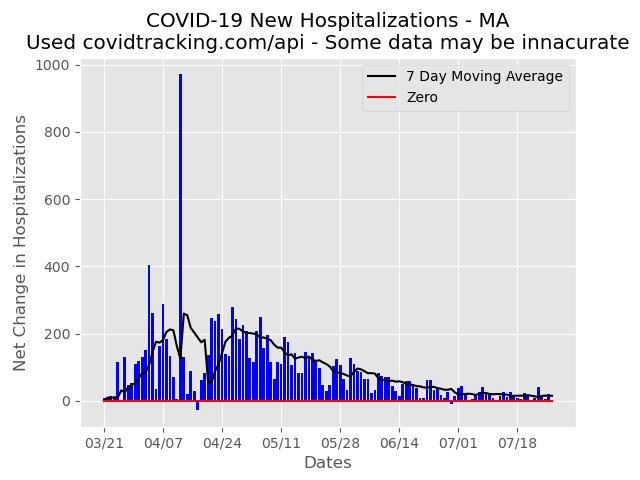 COVID-19 New Hospitalizations - MA
Used covidtracking.com/api - Some data may be innacurate
7 Day Moving Average
Zero
Net Change in Hospitalizations
1000
800
600
400
200
0
03/21 04/07 04/24 05/11 05/28 06/14 07/01 07/18
Dates